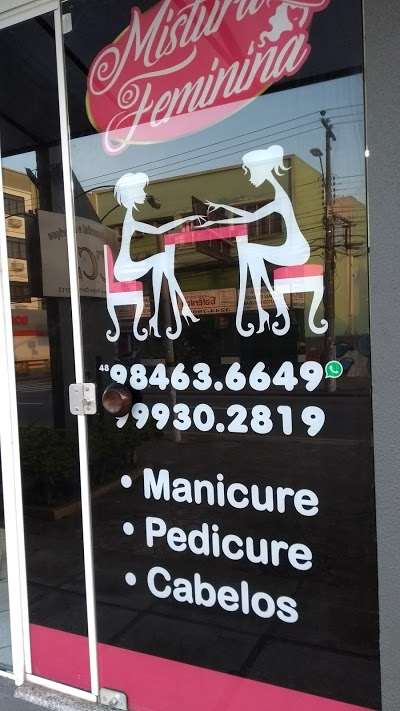 Mistura
Feminina
48 98463.6649
99930.2819
• Manicure
• Pedicure
• Cabelos